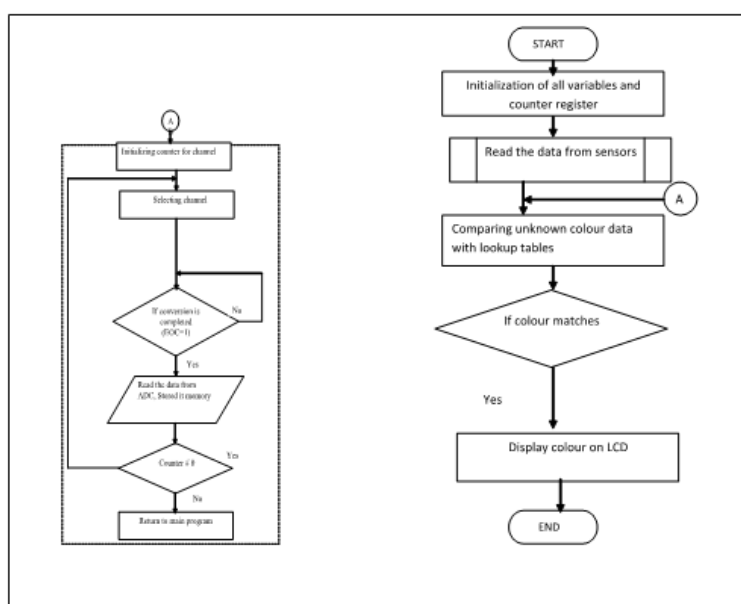 A
Initializing counter for channel
Selecting channel
If conversion is
completed
(EOC=1)
No
Yes
Read the data from
ADC, Stored it memory
Counter ≠ 0
Yes
No
Return to main program
START
Initialization of all variables and
counter register
Read the data from sensors
A
Comparing unknown colour data
with lookup tables
If colour matches
Yes
Display colour on LCD
END